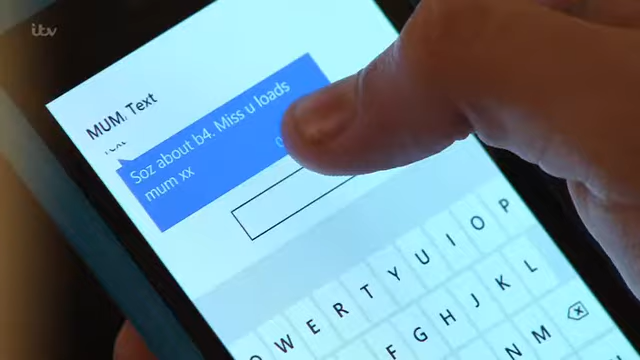 itv
MUM: Text
Soz about b4. Miss u loads
mum xx
Q W E R T Y U I O P
F G H J K L
N M